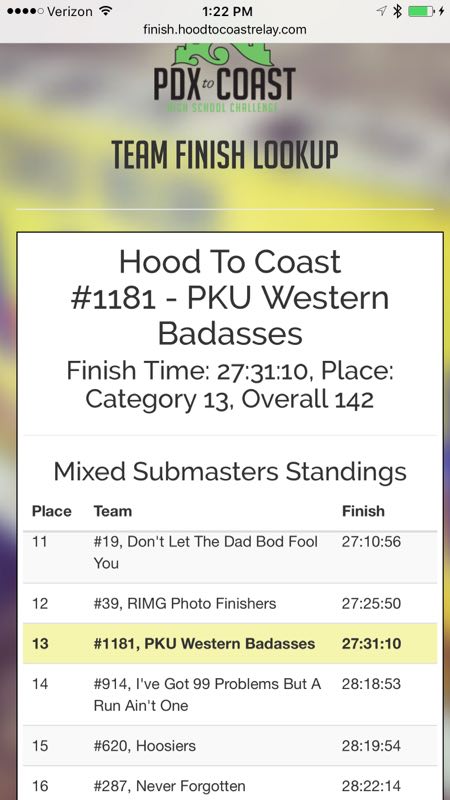 Verizon 1:22 PM
finish.hoodtocoastrelay.com
PDX to COAST
HIGH SCHOOL CHALLENGE
TEAM FINISH LOOKUP
Hood To Coast
#1181 - PKU Western
Badasses
Finish Time: 27:31:10, Place:
Category 13, Overall 142
Mixed Submasters Standings
Place Team Finish
11 #19, Don't Let The Dad Bod Fool 27:10:56
You
12 #39, RIMG Photo Finishers 27:25:50
13 #1181, PKU Western Badasses 27:31:10
14 #914, I've Got 99 Problems But A 28:18:53
Run Ain't One
15 #620, Hoosiers 28:19:54
16 #287, Never Forgotten 28:22:14